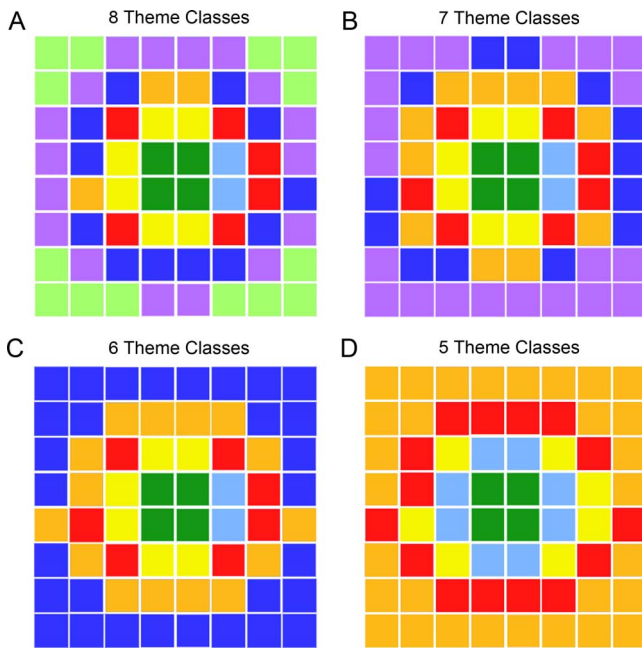 A
8 Theme Classes
B
7 Theme Classes
C
6 Theme Classes
D
5 Theme Classes